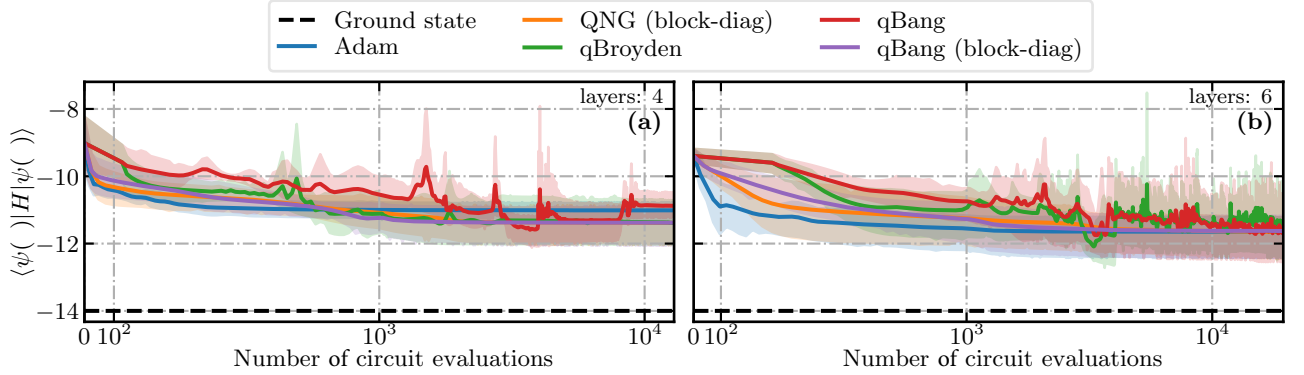 Ground state
Adam
QNG (block-diag)
qBroyden
qBang
qBang (block-diag)
⟨ψ( )|H|ψ( )⟩
−8
−10
−12
−14
layers: 4
(a)
0 10² 10³ 10⁴
Number of circuit evaluations
layers: 6
(b)
0 10² 10³ 10⁴
Number of circuit evaluations